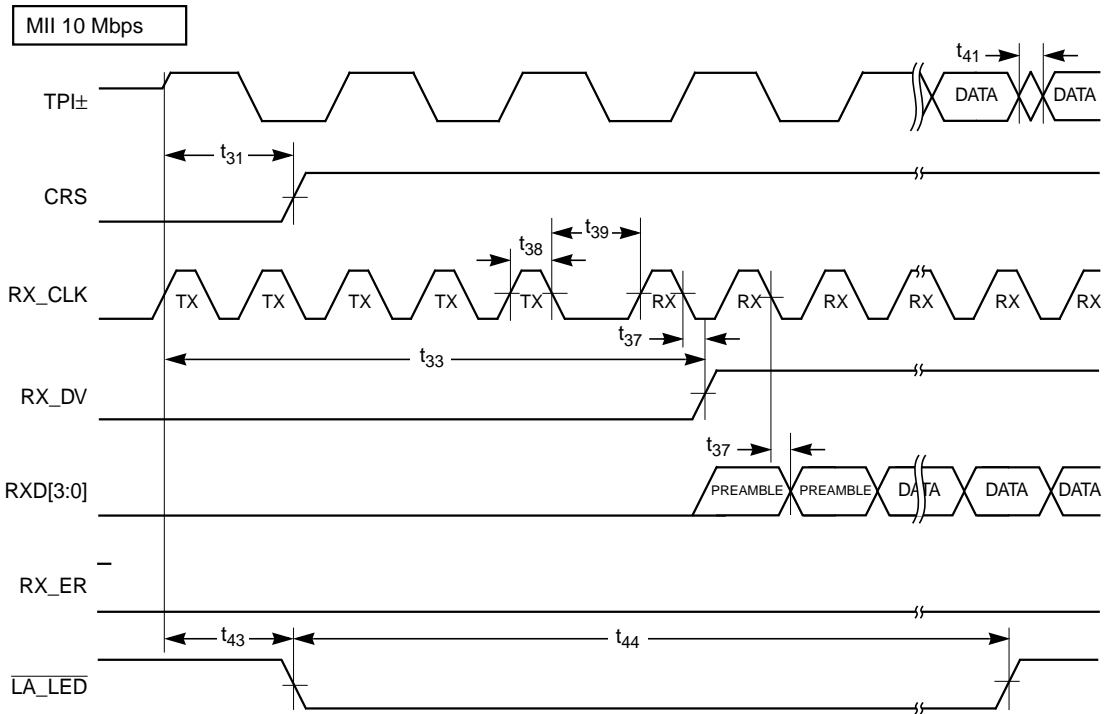 MII 10 Mbps
t41
TPI± DATA DATA
t31
CRS
t38 t39
RX_CLK TX TX TX TX TX RX RX RX RX RX RX
t37
t33
RX_DV
t37
RXD[3:0] PREAMBLE PREAMBLE DATA DATA DATA
RX_ER
t43 t44
LA_LED